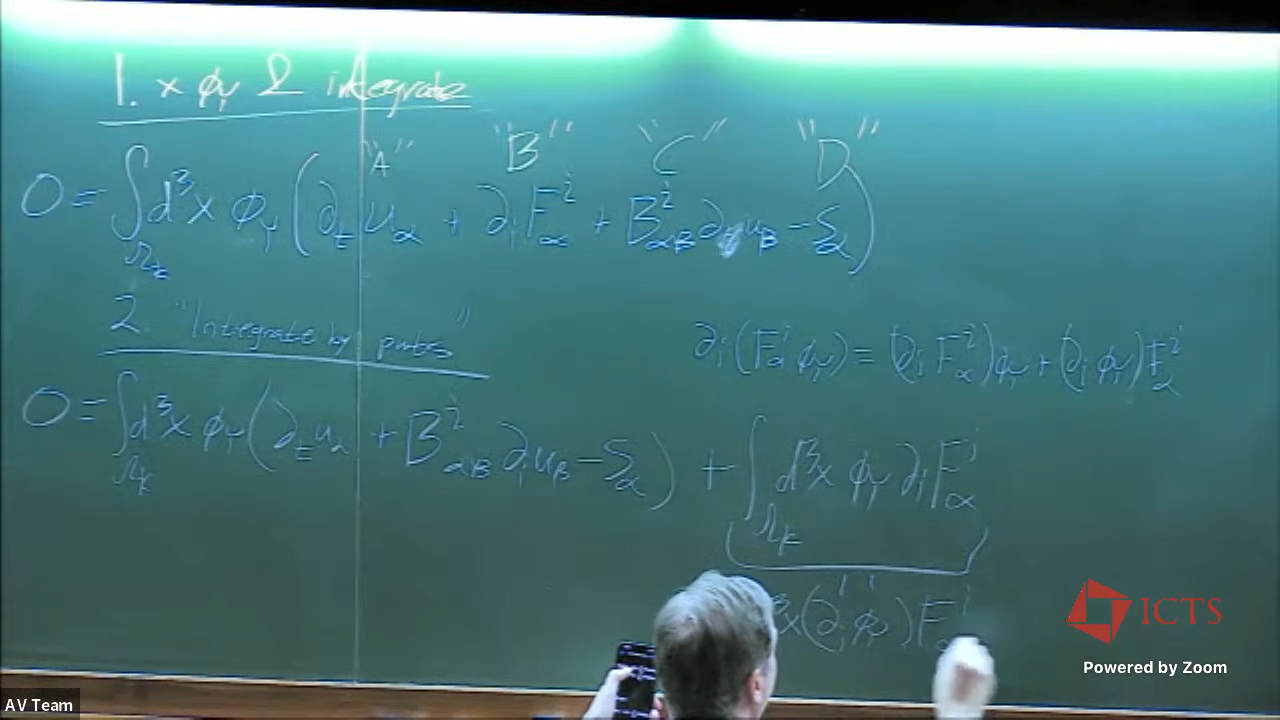 1. x φ_γ & integrate
"A" "B" "C" "D"
0 = ∫_{Ω_k} d³x φ_γ (∂_t u_α + ∂_i F^i_α + B^i_{αβ} ∂_i u_β - S_α)
2. "Integrate by parts"
∂_i (F^i_α φ_γ) = (∂_i F^i_α) φ_γ + (∂_i φ_γ) F^i_α
0 = ∫_{Ω_k} d³x φ_γ (∂_t u_α + B^i_{αβ} ∂_i u_β - S_α) + ∫_{Ω_k} d³x φ_γ ∂_i F^i_α
x (∂_i φ_γ) F^i
ICTS
Powered by Zoom
AV Team